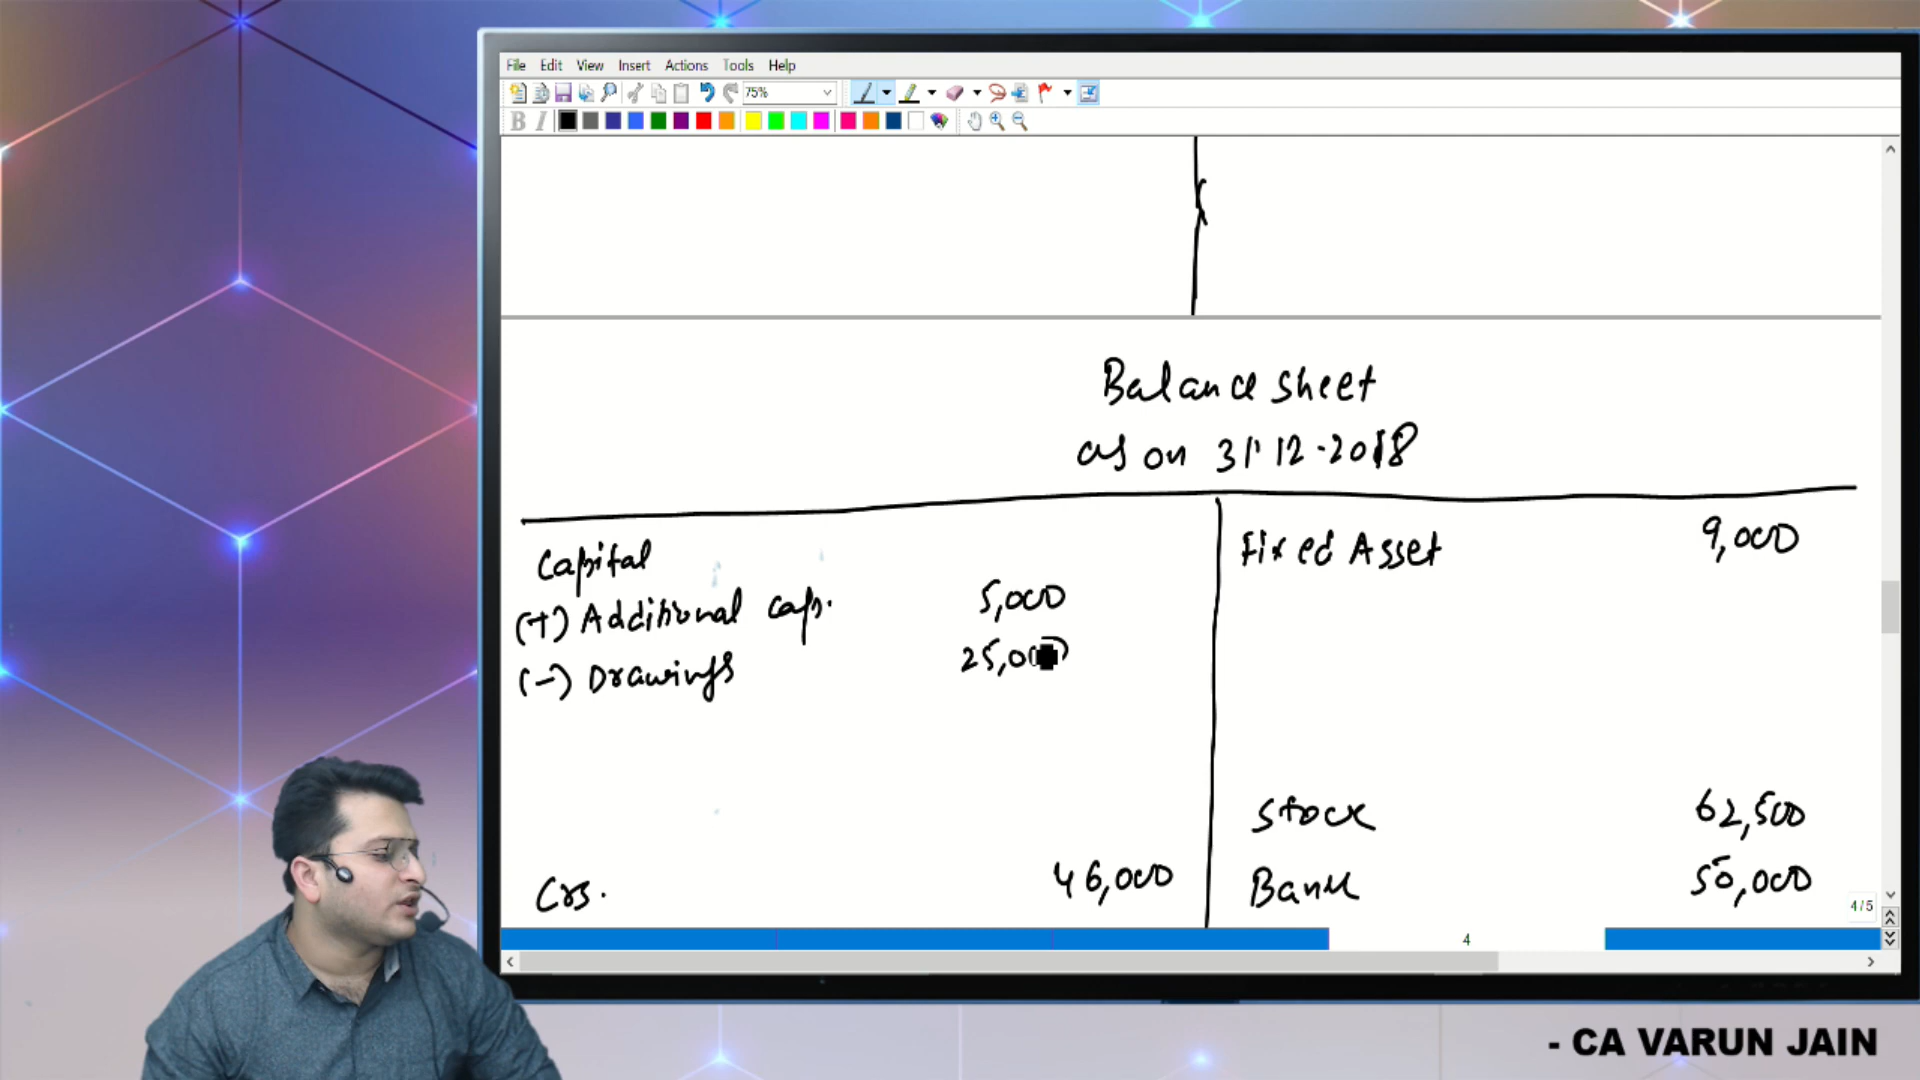 File Edit View Insert Actions Tools Help
75%
B I
Balance sheet
as on 31.12.2018
Capital
(+) Additional cap. 5,000
(-) Drawings 25,000
Crs. 46,000
Fixed Asset 9,000
Stock 62,500
Bank 50,000
4/5
4
- CA VARUN JAIN